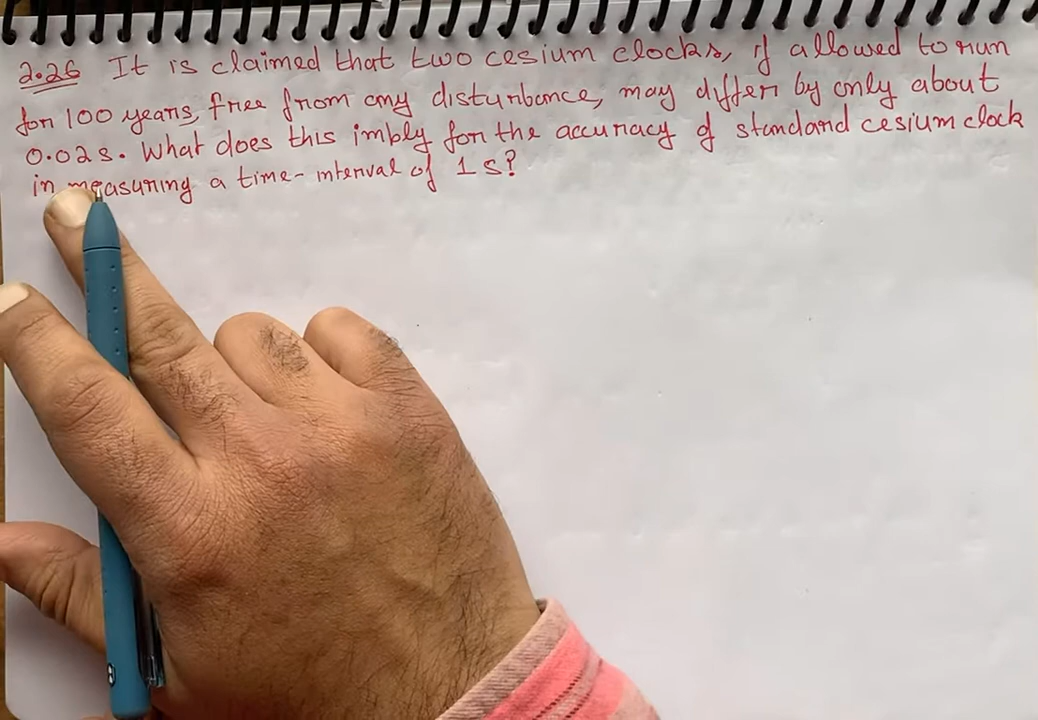 2.26 It is claimed that two cesium clocks, if allowed to run
for 100 years, free from any disturbance, may differ by only about
0.02 s. What does this imbly for the accuracy of standard cesium clock
in measuring a time-interval of 1 s?